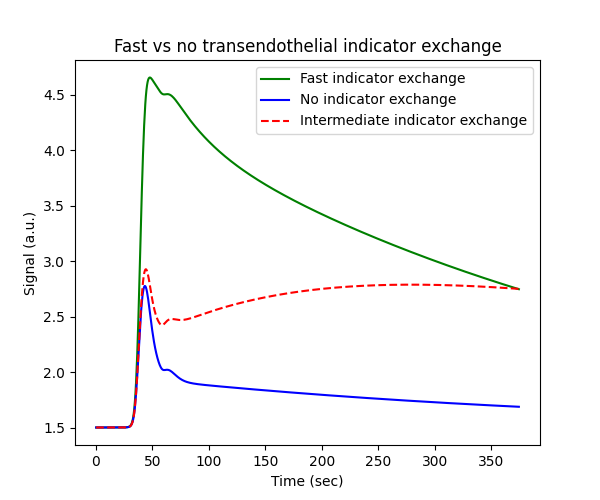 Fast vs no transendothelial indicator exchange
Fast indicator exchange
No indicator exchange
Intermediate indicator exchange
Signal (a.u.)
4.5
4.0
3.5
3.0
2.5
2.0
1.5
0 50 100 150 200 250 300 350
Time (sec)